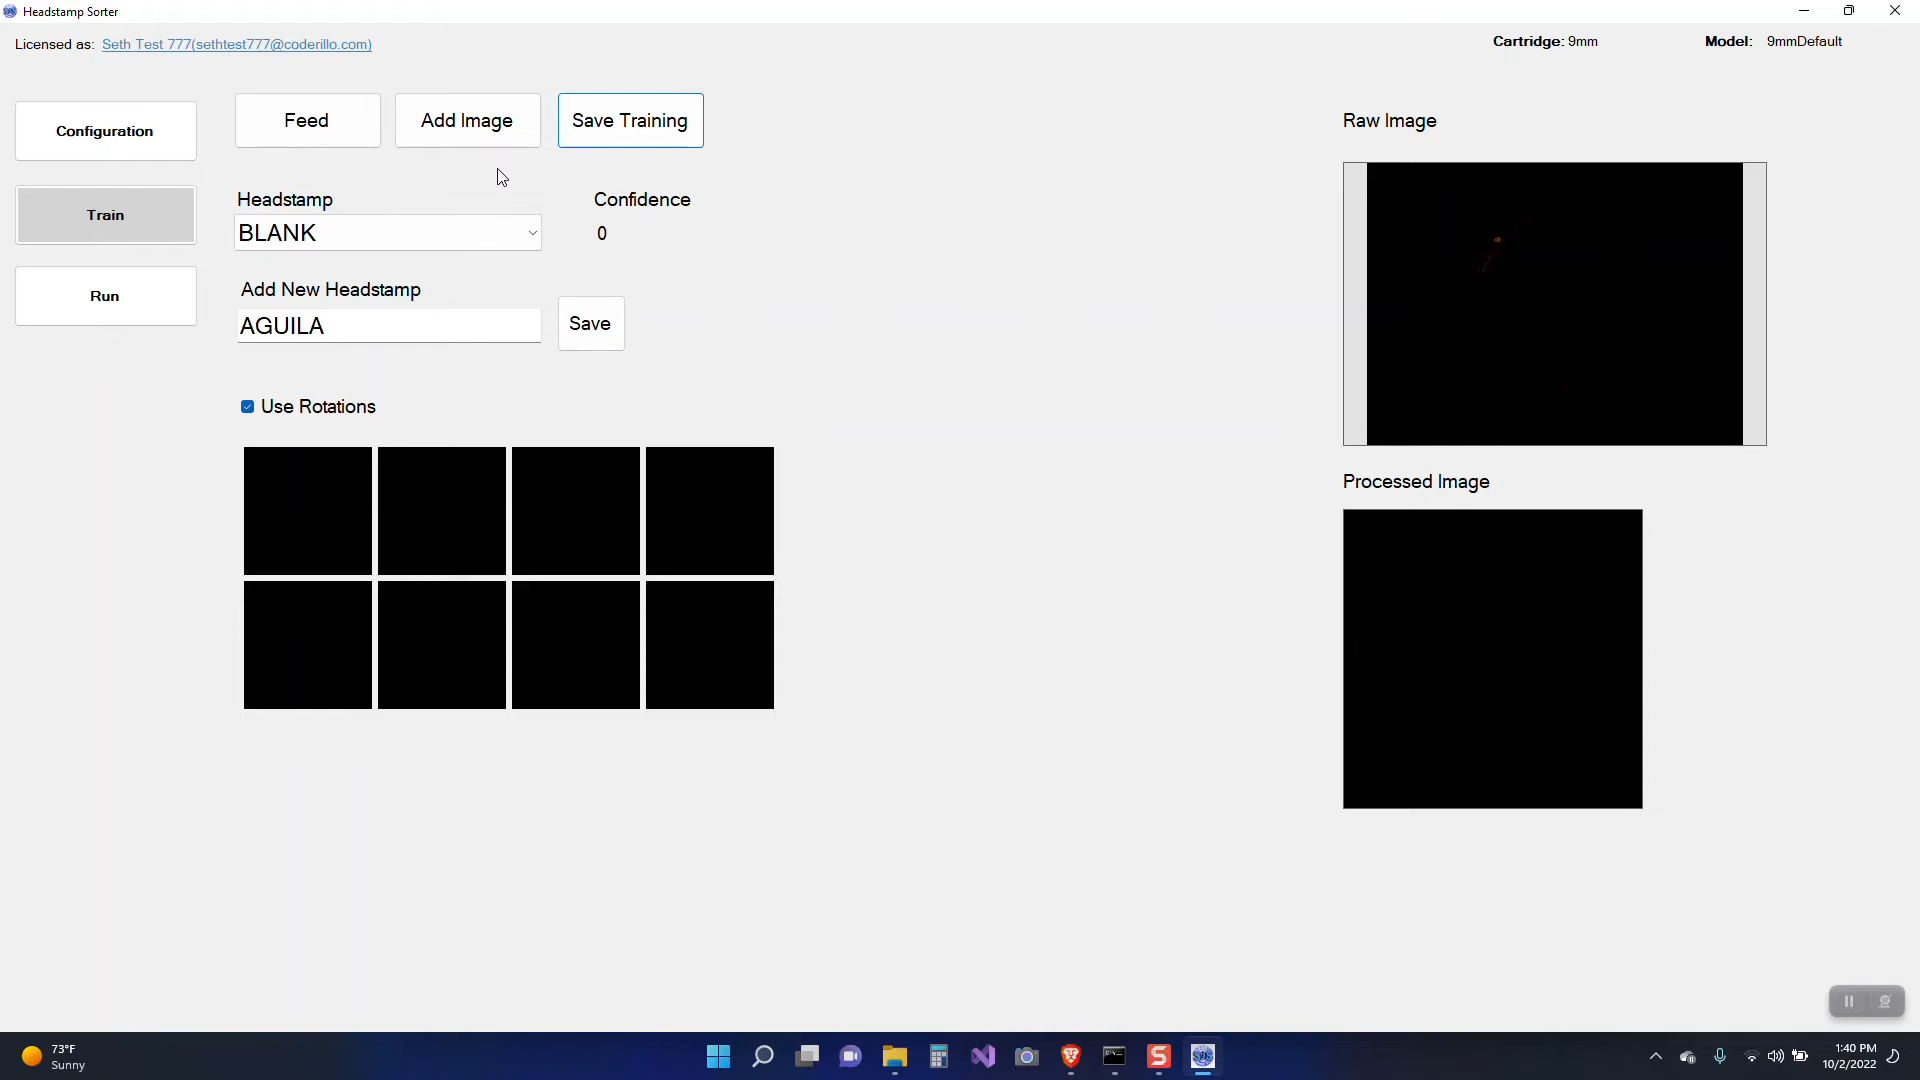 Headstamp Sorter
Licensed as: Seth Test 777(sethtest777@coderillo.com)
Cartridge: 9mm
Model: 9mmDefault
Configuration
Train
Run
Feed
Add Image
Save Training
Headstamp
Confidence
BLANK
0
Add New Headstamp
AGUILA
Save
Use Rotations
Raw Image
Processed Image
73°F
Sunny
1:40 PM
10/2/2022